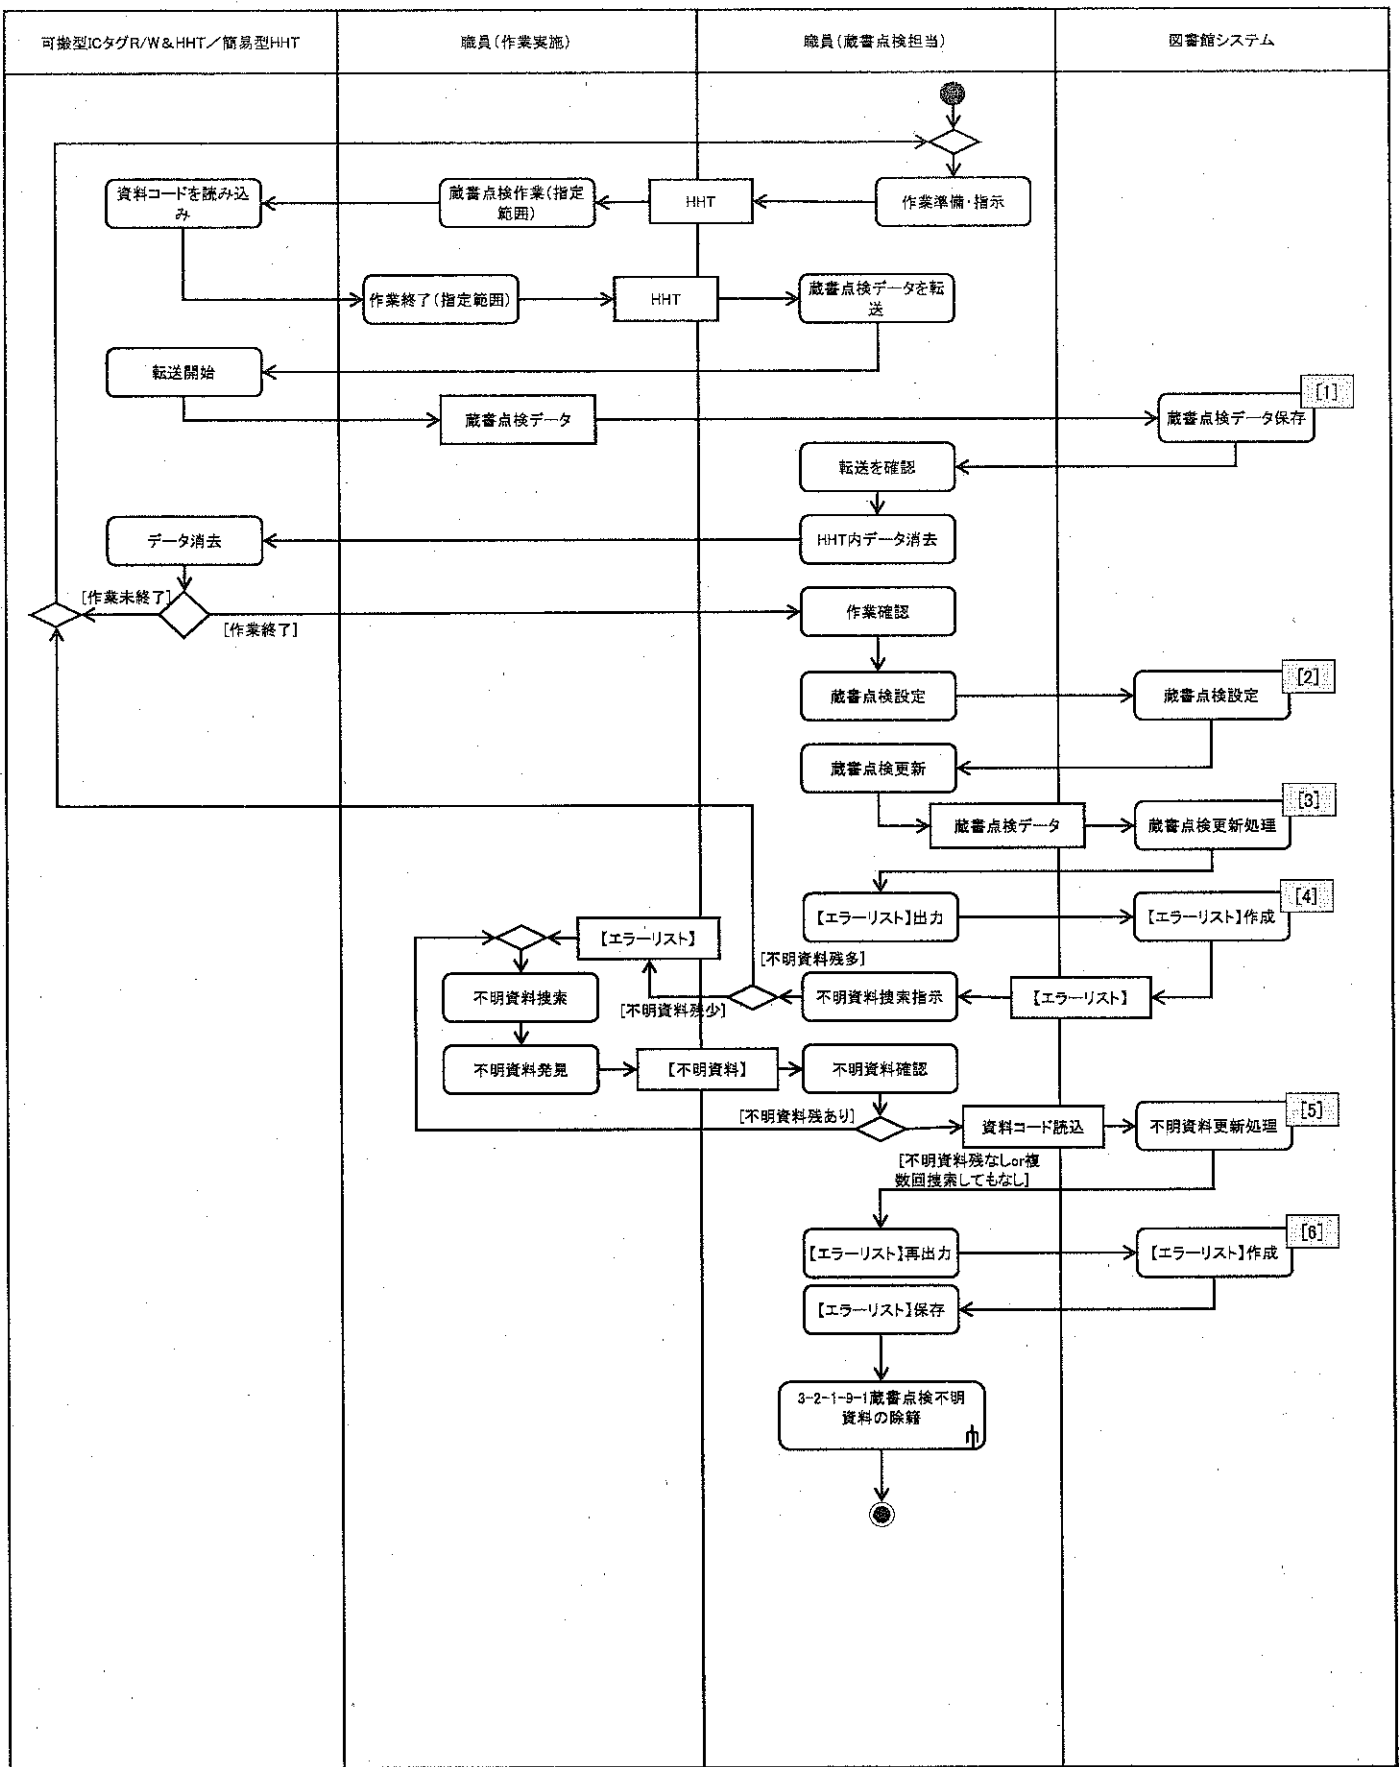 可搬型ICタグR/W&HHT／簡易型HHT
職員(作業実施)
職員(蔵書点検担当)
図書館システム
資料コードを読み込
み
蔵書点検作業(指定
範囲)
HHT
作業準備・指示
作業終了(指定範囲)
HHT
蔵書点検データを転
送
転送開始
蔵書点検データ
[1]
蔵書点検データ保存
転送を確認
データ消去
HHT内データ消去
[作業未終了]
[作業終了]
作業確認
蔵書点検設定
[2]
蔵書点検設定
蔵書点検更新
蔵書点検データ
[3]
蔵書点検更新処理
【エラーリスト】出力
[4]
【エラーリスト】作成
【エラーリスト】
[不明資料残多]
不明資料捜索
[不明資料残少]
不明資料捜索指示
【エラーリスト】
不明資料発見
【不明資料】
不明資料確認
[不明資料残あり]
資料コード読込
[5]
不明資料更新処理
[不明資料残なしor複
数回捜索してもなし]
【エラーリスト】再出力
[6]
【エラーリスト】作成
【エラーリスト】保存
3-2-1-9-1蔵書点検不明
資料の除籍